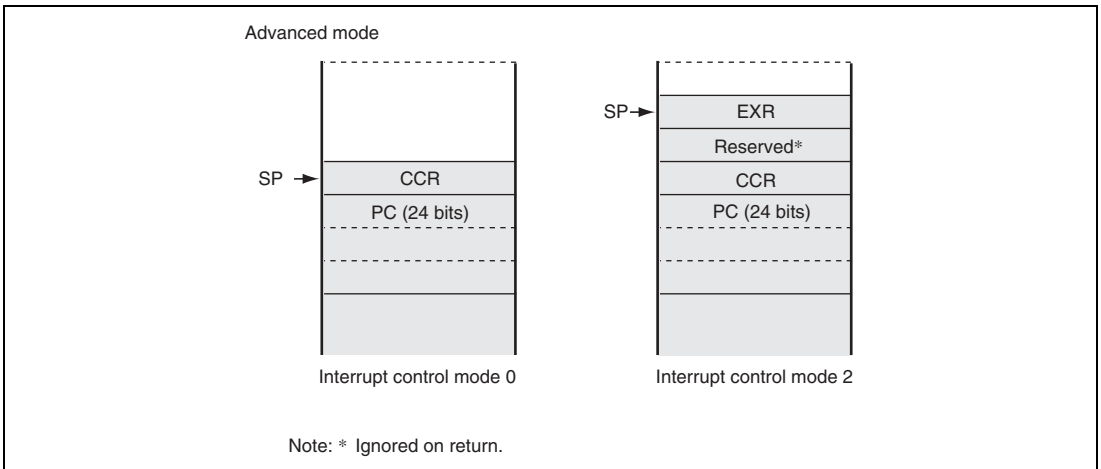 Advanced mode
SP
CCR
PC (24 bits)
Interrupt control mode 0
SP
EXR
Reserved*
CCR
PC (24 bits)
Interrupt control mode 2
Note: * Ignored on return.